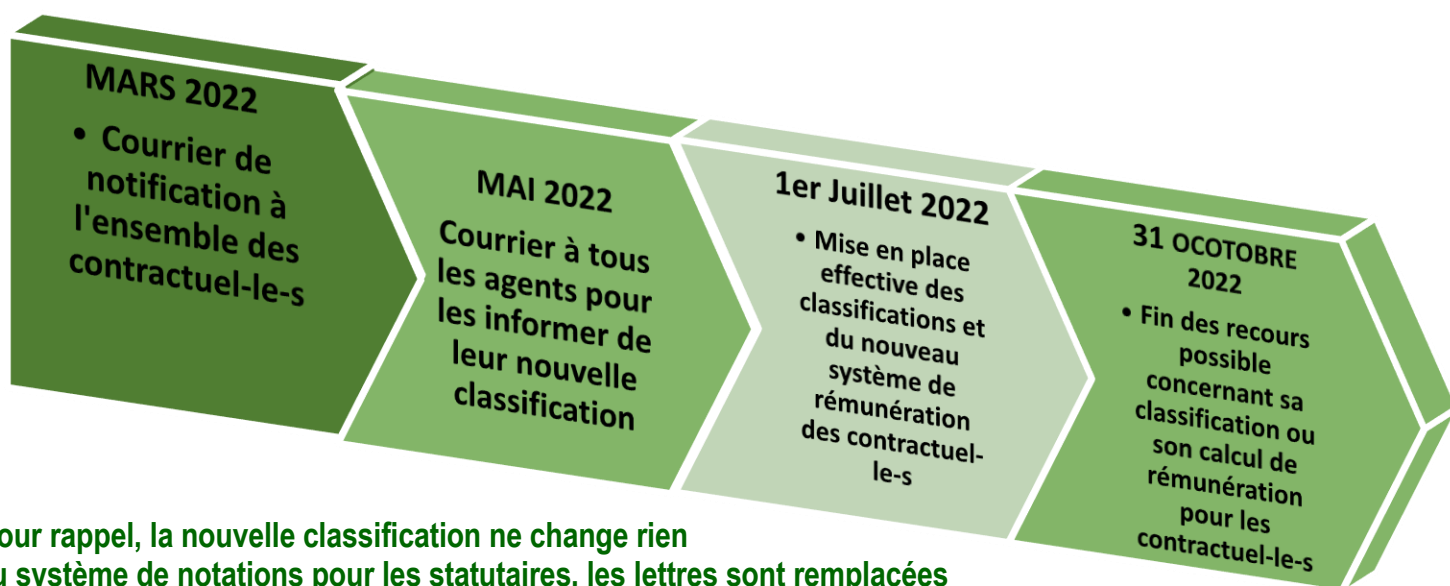 MARS 2022
• Courrier de
notification à
l'ensemble des
contractuel-le-s
MAI 2022
Courrier à tous
les agents pour
les informer de
leur nouvelle
classification
1er Juillet 2022
• Mise en place
effective des
classifications et
du nouveau
système de
rémunération
des contractuel-
le-s
31 OCOTOBRE
2022
• Fin des recours
possible
concernant sa
classification ou
son calcul de
rémunération
pour les
contractuel-le-s
our rappel, la nouvelle classification ne change rien
u système de notations pour les statutaires, les lettres sont remplacées